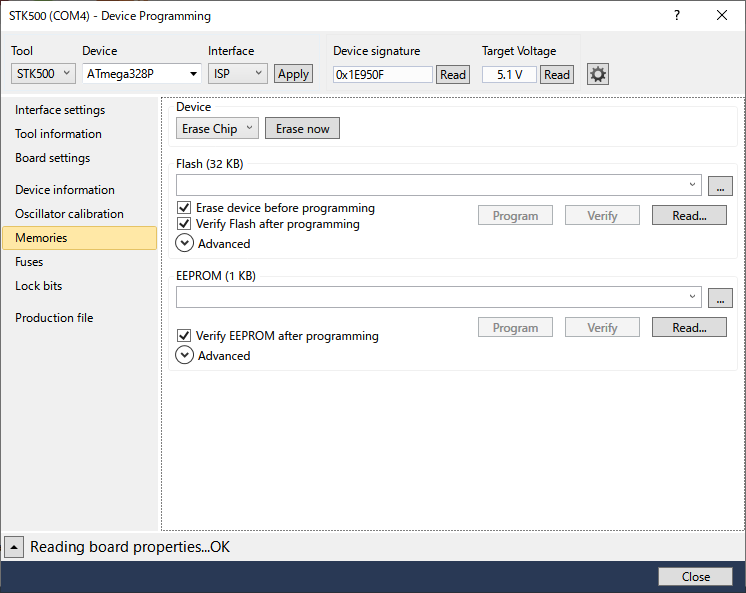 STK500 (COM4) - Device Programming
?
Tool Device Interface Device signature Target Voltage
STK500 ATmega328P ISP Apply 0x1E950F Read 5.1 V Read
Interface settings
Tool information
Board settings
Device information
Oscillator calibration
Memories
Fuses
Lock bits
Production file
Device
Erase Chip Erase now
Flash (32 KB)
...
Erase device before programming
Verify Flash after programming
Program Verify Read...
Advanced
EEPROM (1 KB)
...
Program Verify Read...
Verify EEPROM after programming
Advanced
Reading board properties...OK
Close